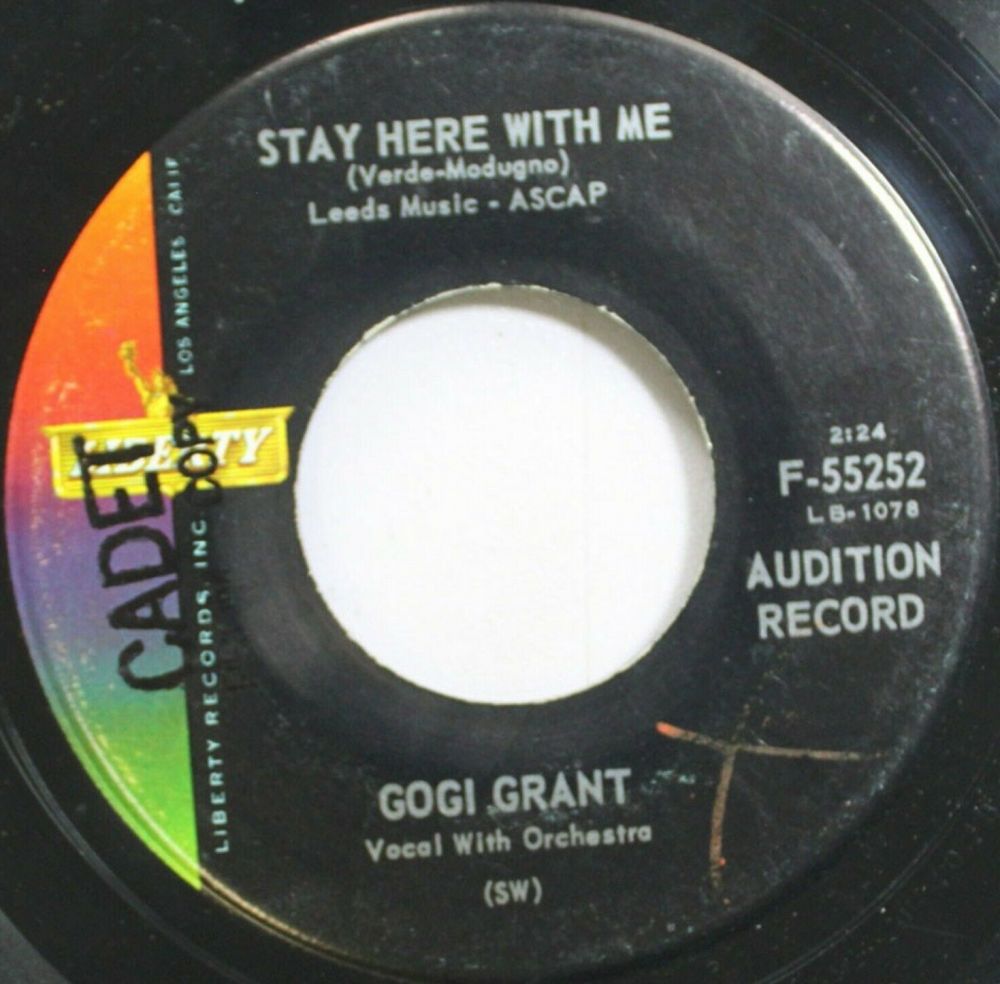 STAY HERE WITH ME
(Verde-Modugno)
Leeds Music - ASCAP
LIBERTY
CADET
COPY
LIBERTY RECORDS, INC. LOS ANGELES, CALIF
2:24
F-55252
LB-1078
AUDITION
RECORD
GOGI GRANT
Vocal With Orchestra
(SW)